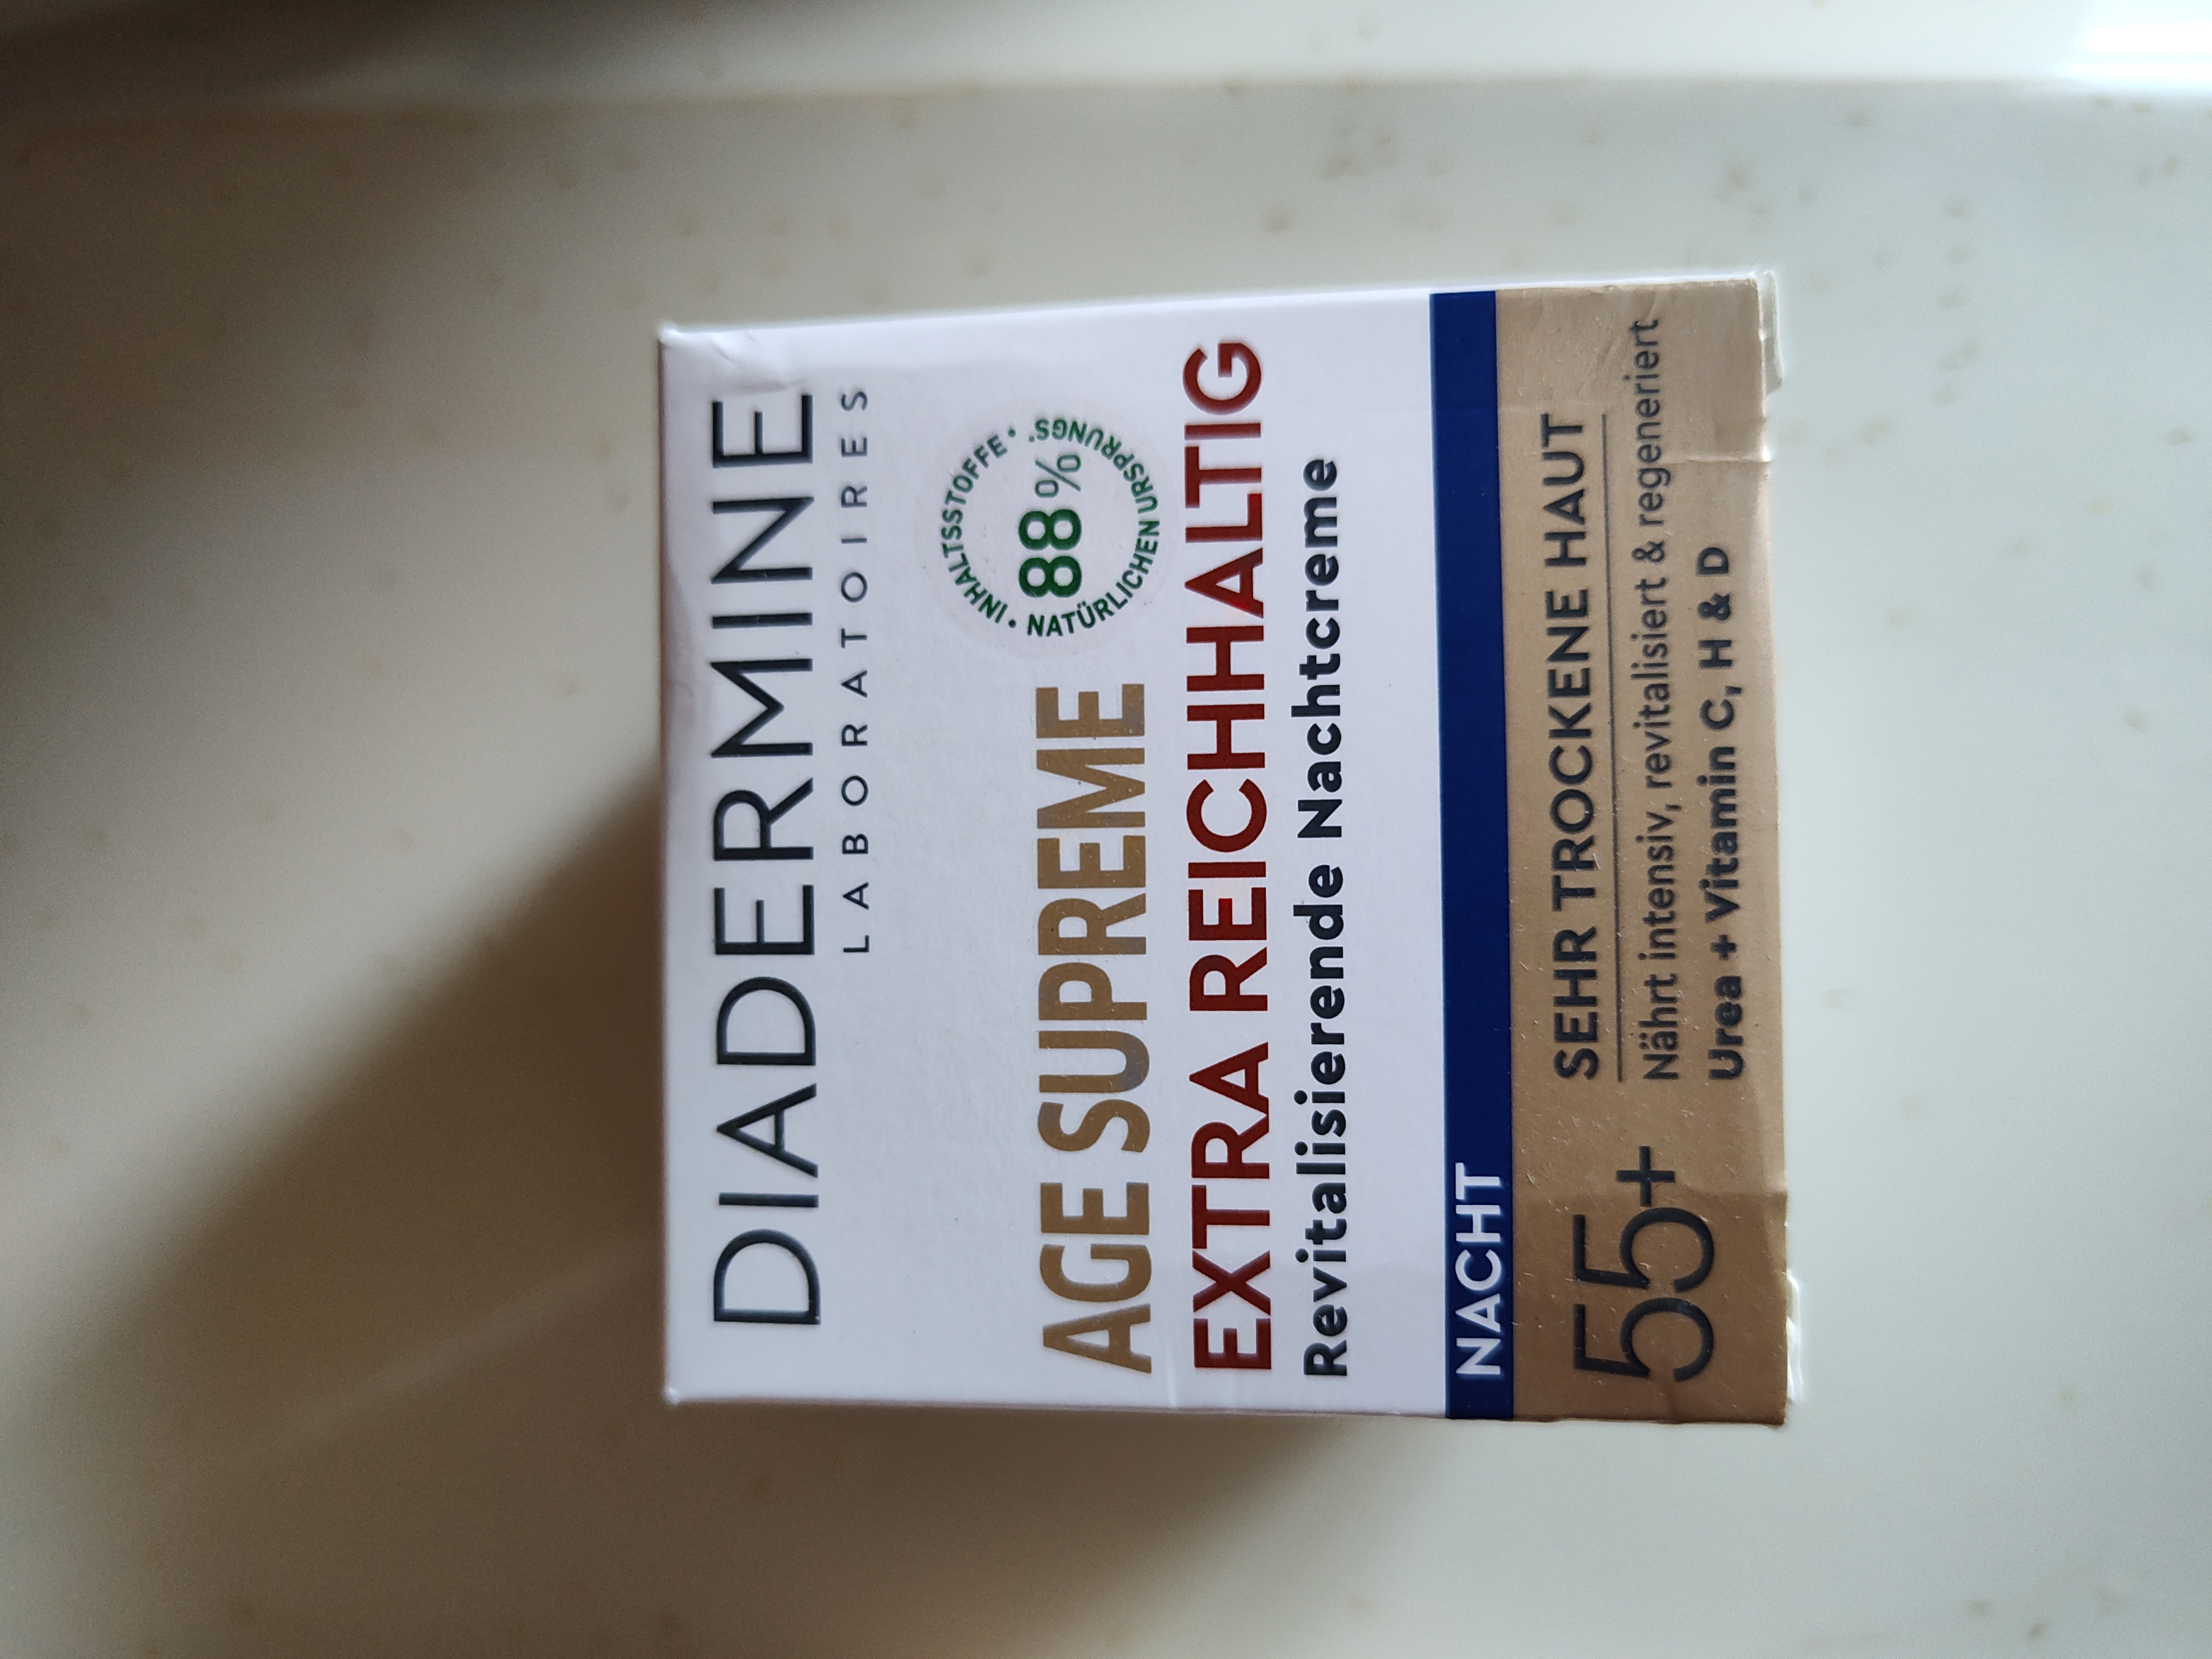 DIADERMINE
LABORATOIRES
INHALTSSTOFFE • NATÜRLICHEN URSPRUNGS*. •
88%
AGE SUPREME
EXTRA REICHHALTIG
Revitalisierende Nachtcreme
NACHT
55+
SEHR TROCKENE HAUT
Nährt intensiv, revitalisiert & regeneriert
Urea + Vitamin C, H & D